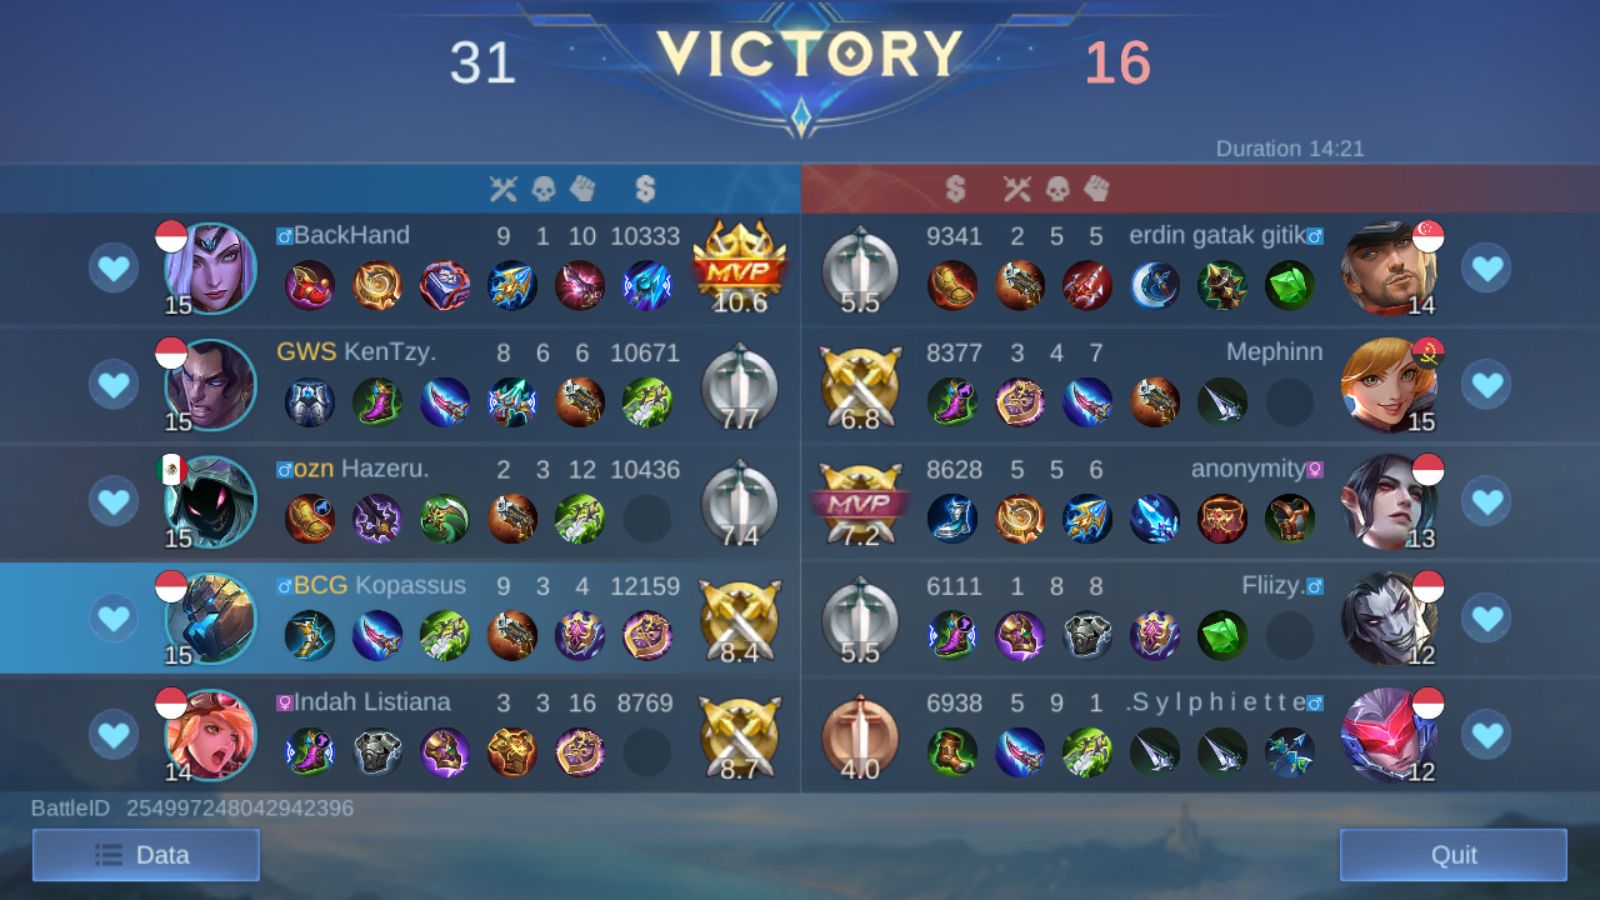 31 VICTORY 16
Duration 14:21
BackHand 9 1 10 10333
MVP
10.6
15
9341 2 5 5 erdin gatak gitik
5.5
14
GWS KenTzy. 8 6 6 10671
7.7
15
8377 3 4 7 Mephinn
6.8
15
ozn Hazeru. 2 3 12 10436
7.4
15
8628 5 5 6 anonymity
MVP
7.2
13
BCG Kopassus 9 3 4 12159
8.4
15
6111 1 8 8 Fliizy.
5.5
12
Indah Listiana 3 3 16 8769
8.7
14
6938 5 9 1 .Sylphiette
4.0
12
BattleID 254997248042942396
Data
Quit